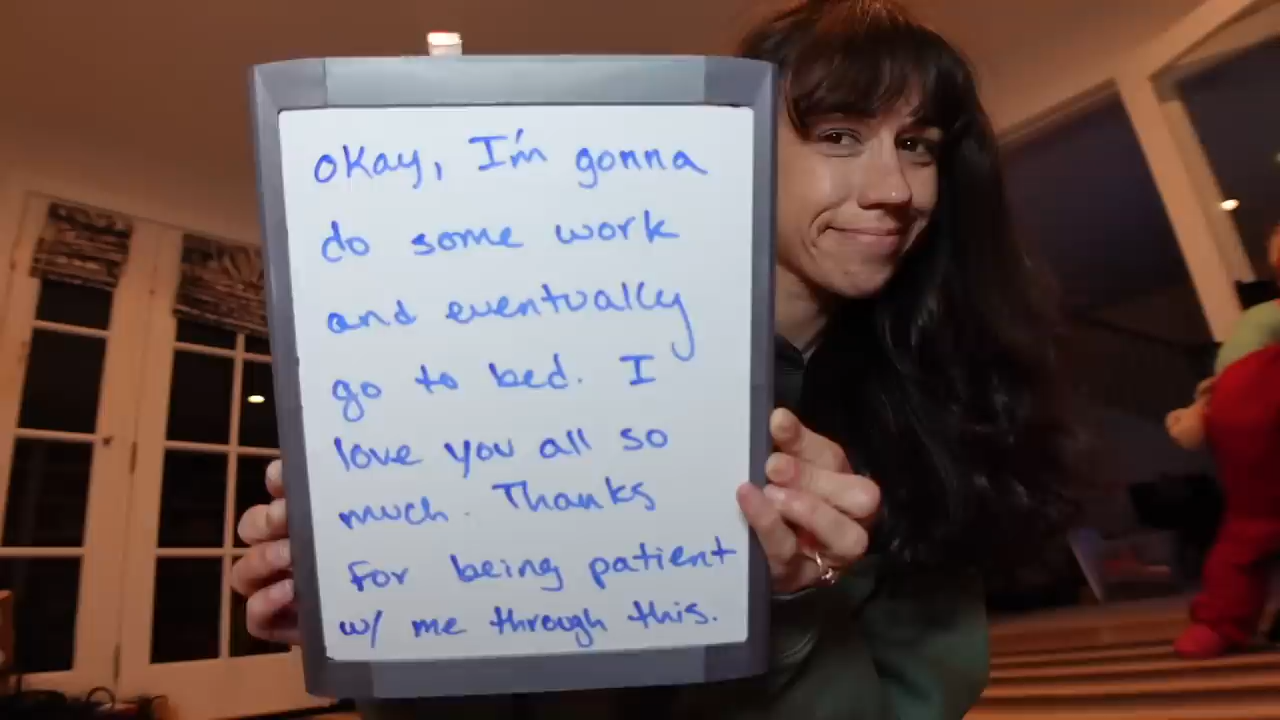 okay, I'm gonna
do some work
and eventually
go to bed. I
love you all so
much. Thanks
for being patient
w/ me through this.